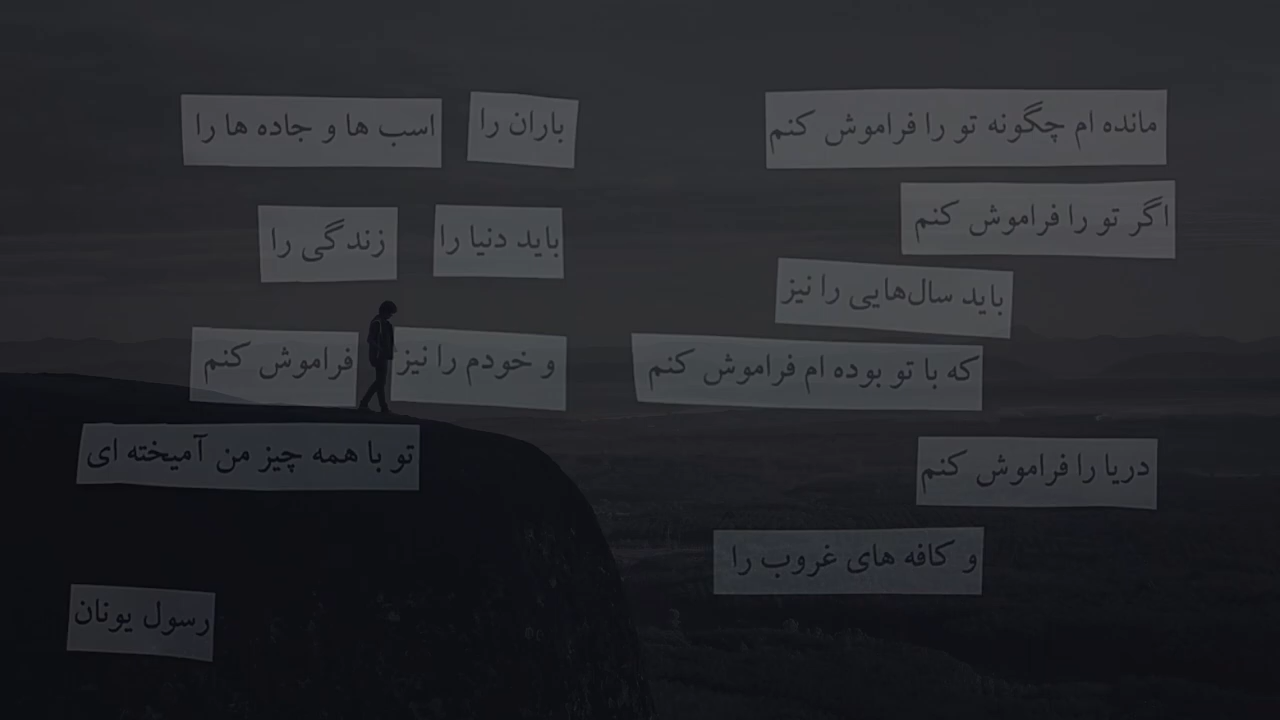 مانده ام چگونه تو را فراموش کنم
اگر تو را فراموش کنم
باید سال‌هایی را نیز
که با تو بوده ام فراموش کنم
دریا را فراموش کنم
و کافه های غروب را
باران را
اسب ها و جاده ها را
باید دنیا را
زندگی را
و خودم را نیز فراموش کنم
تو با همه چیز من آمیخته ای
رسول یونان